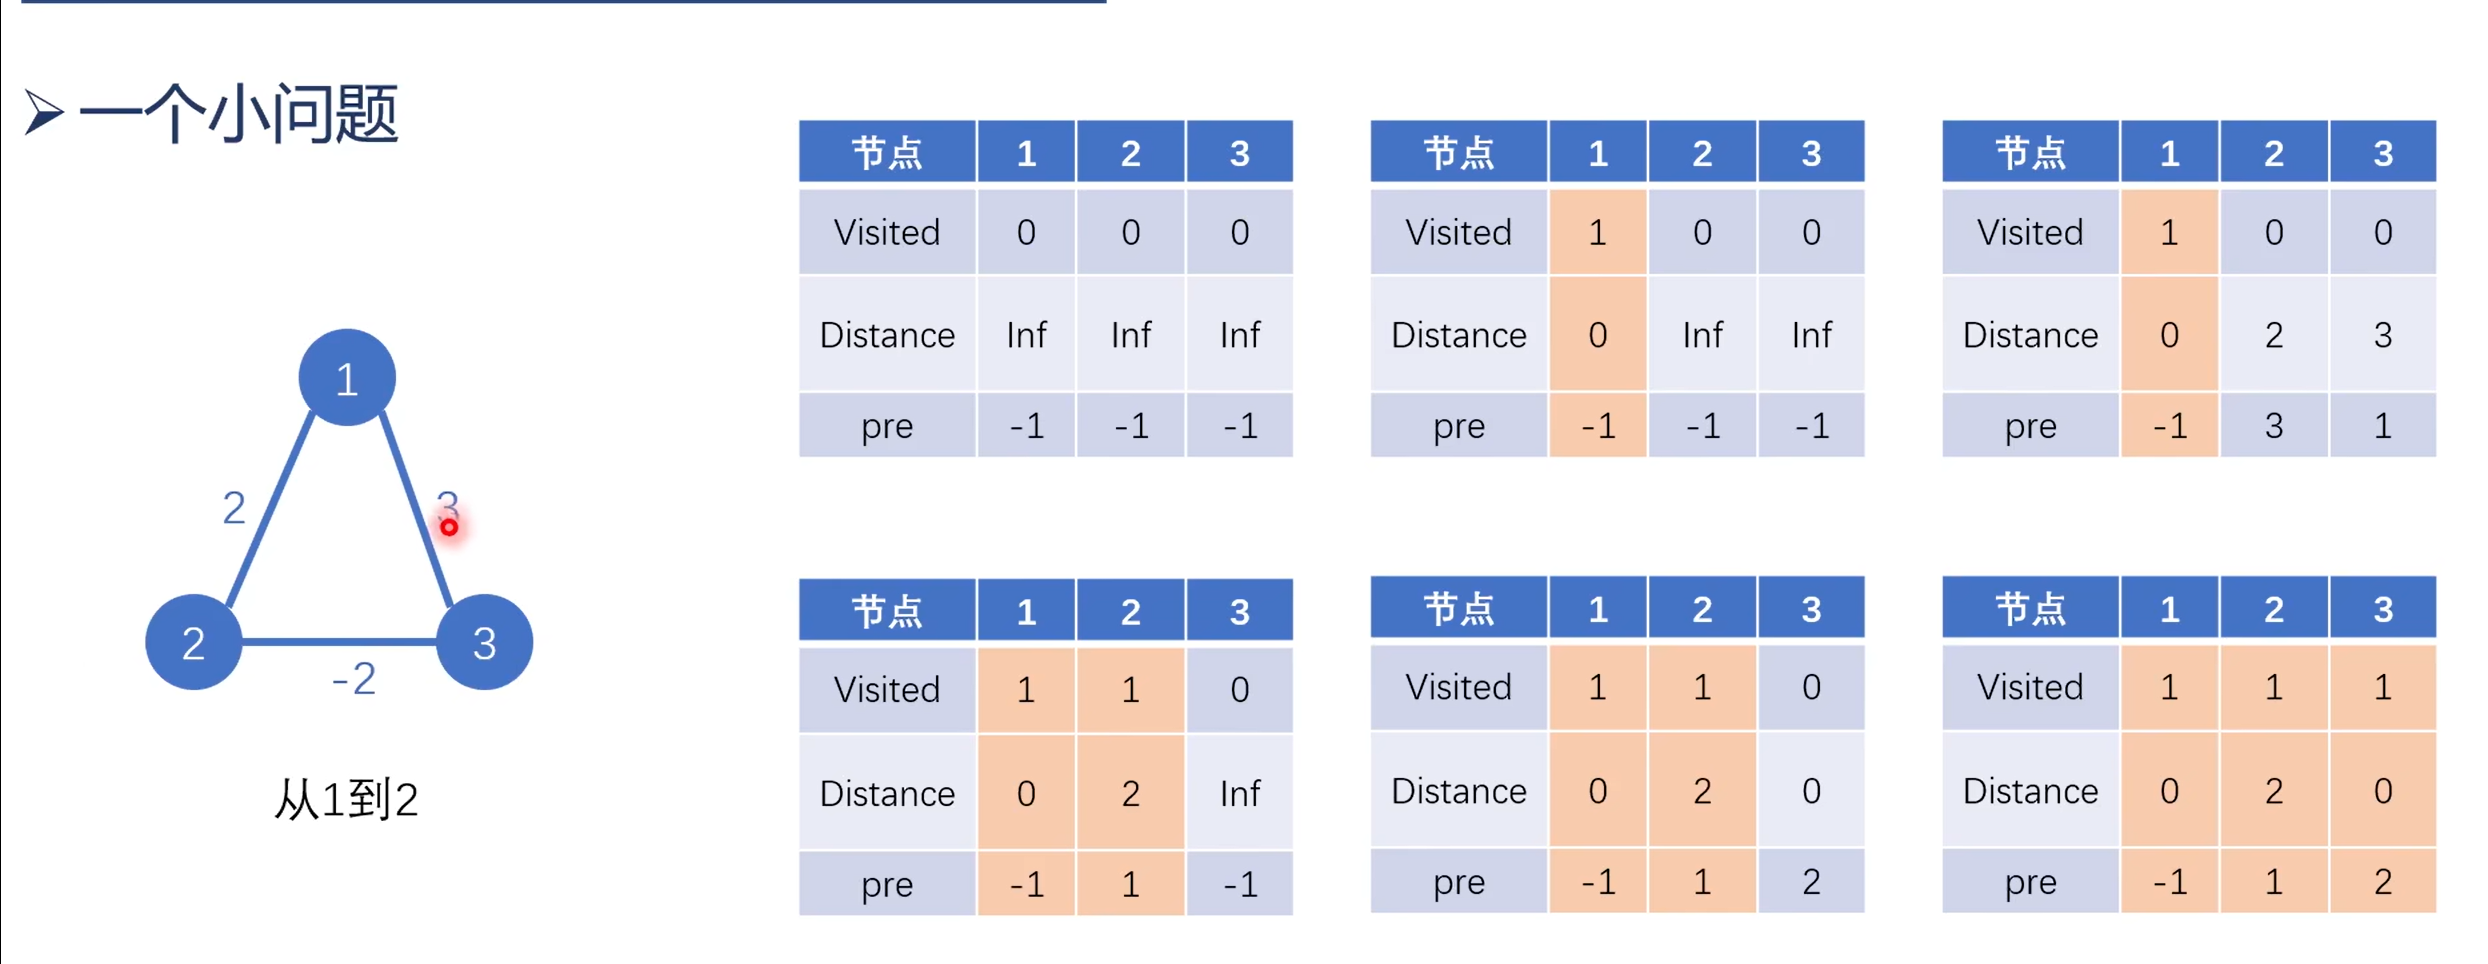 一个小问题
1
2
3
2
3
-2
从1到2
节点 1 2 3
Visited 0 0 0
Distance Inf Inf Inf
pre -1 -1 -1
节点 1 2 3
Visited 1 0 0
Distance 0 Inf Inf
pre -1 -1 -1
节点 1 2 3
Visited 1 0 0
Distance 0 2 3
pre -1 3 1
节点 1 2 3
Visited 1 1 0
Distance 0 2 Inf
pre -1 1 -1
节点 1 2 3
Visited 1 1 0
Distance 0 2 0
pre -1 1 2
节点 1 2 3
Visited 1 1 1
Distance 0 2 0
pre -1 1 2